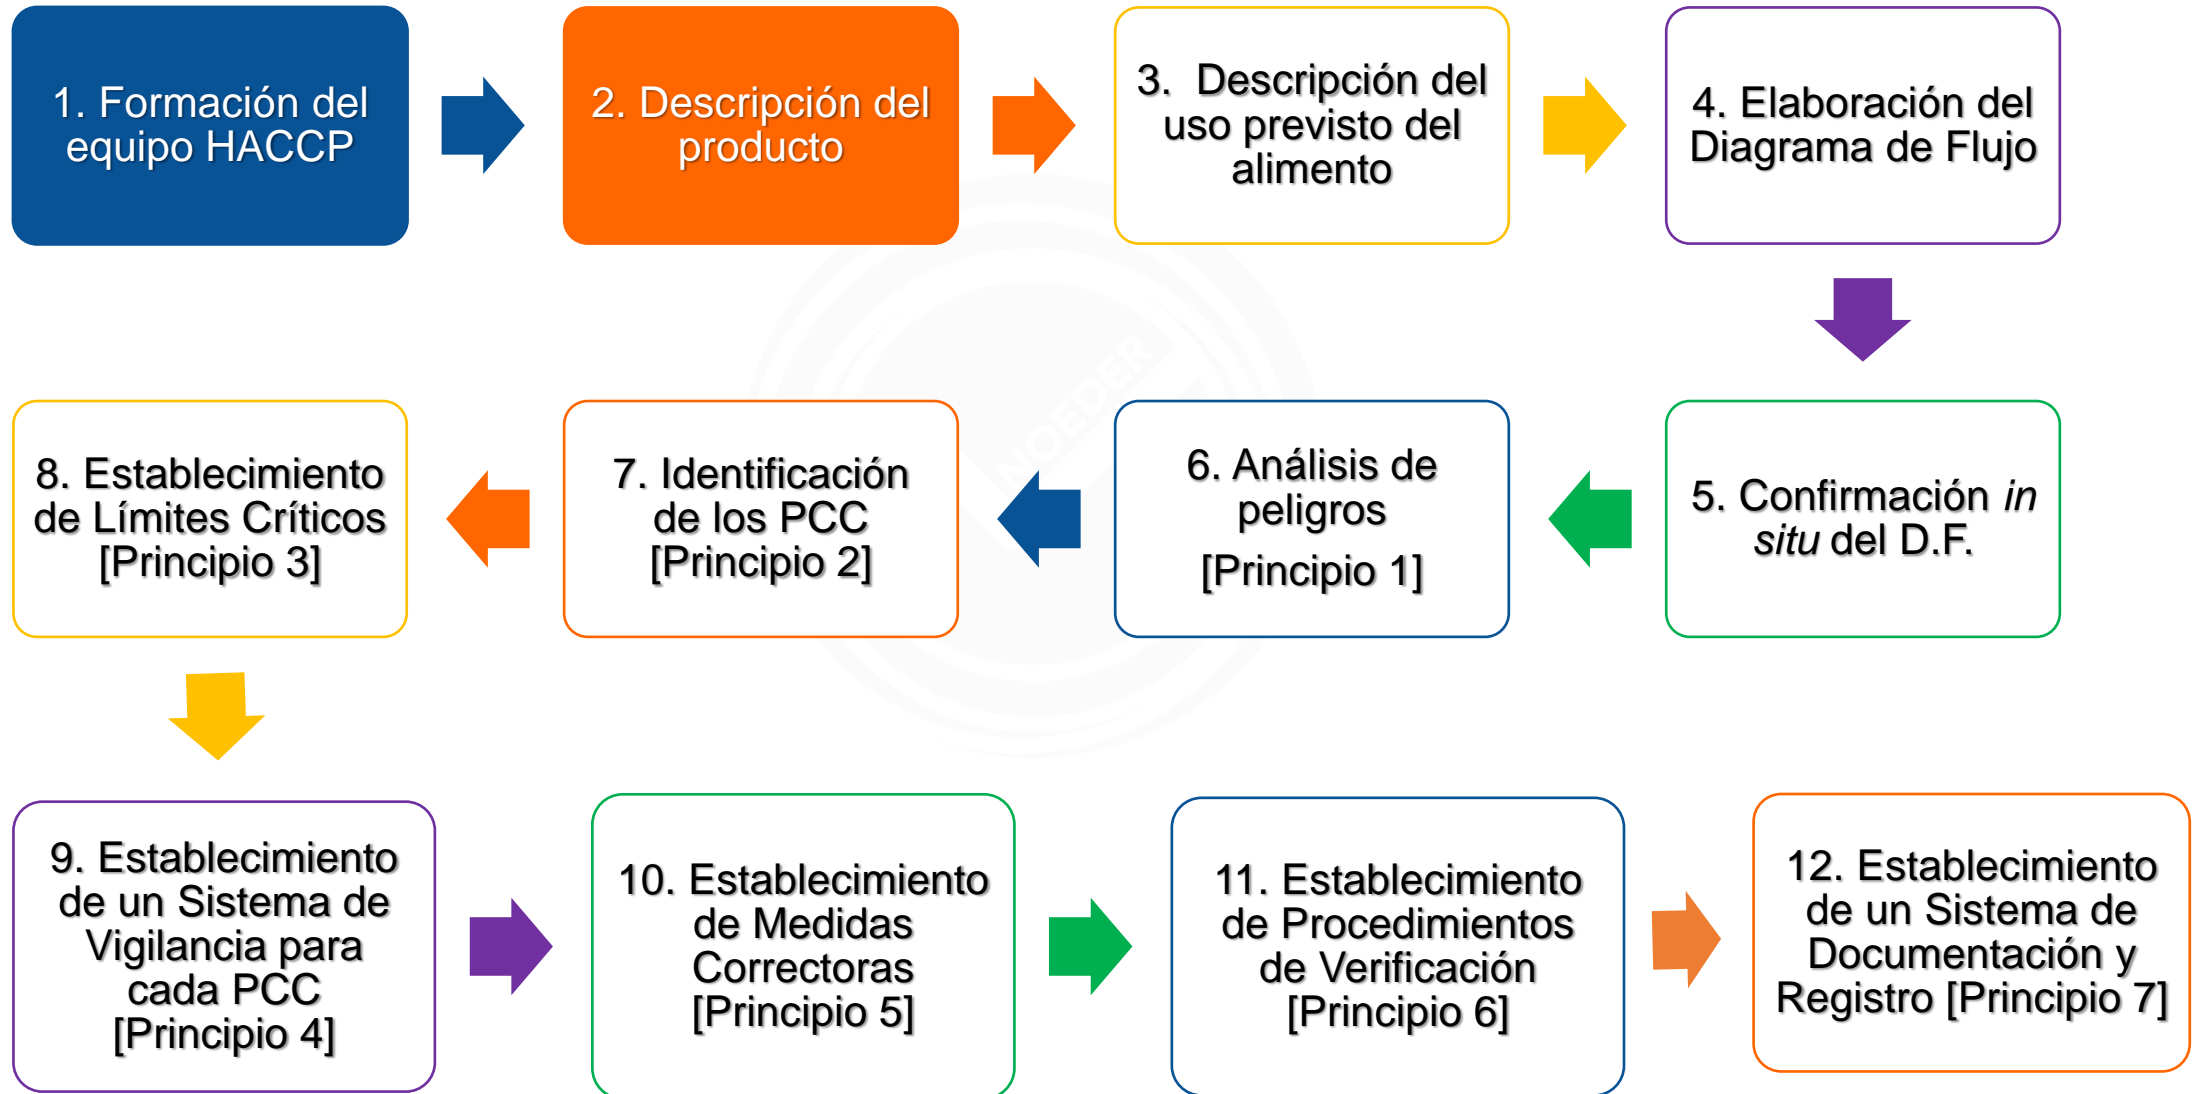 1. Formación del
equipo HACCP
2. Descripción del
producto
3. Descripción del
uso previsto del
alimento
4. Elaboración del
Diagrama de Flujo
5. Confirmación in
situ del D.F.
6. Análisis de
peligros
[Principio 1]
7. Identificación
de los PCC
[Principio 2]
8. Establecimiento
de Límites Críticos
[Principio 3]
9. Establecimiento
de un Sistema de
Vigilancia para
cada PCC
[Principio 4]
10. Establecimiento
de Medidas
Correctoras
[Principio 5]
11. Establecimiento
de Procedimientos
de Verificación
[Principio 6]
12. Establecimiento
de un Sistema de
Documentación y
Registro [Principio 7]
NOEDER